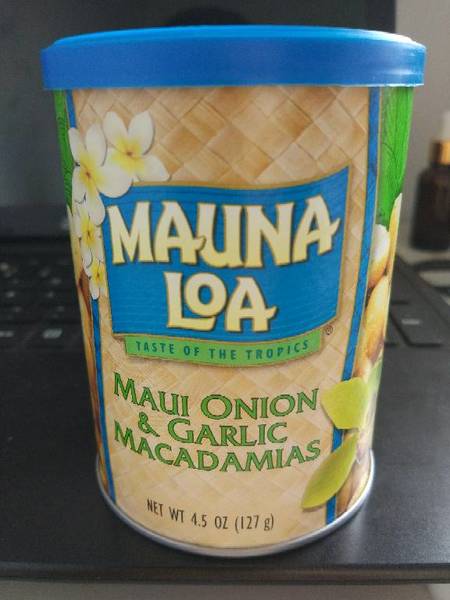 MAUNA
LOA
®
TASTE OF THE TROPICS
MAUI ONION
& GARLIC
MACADAMIAS
NET WT 4.5 OZ (127 g)